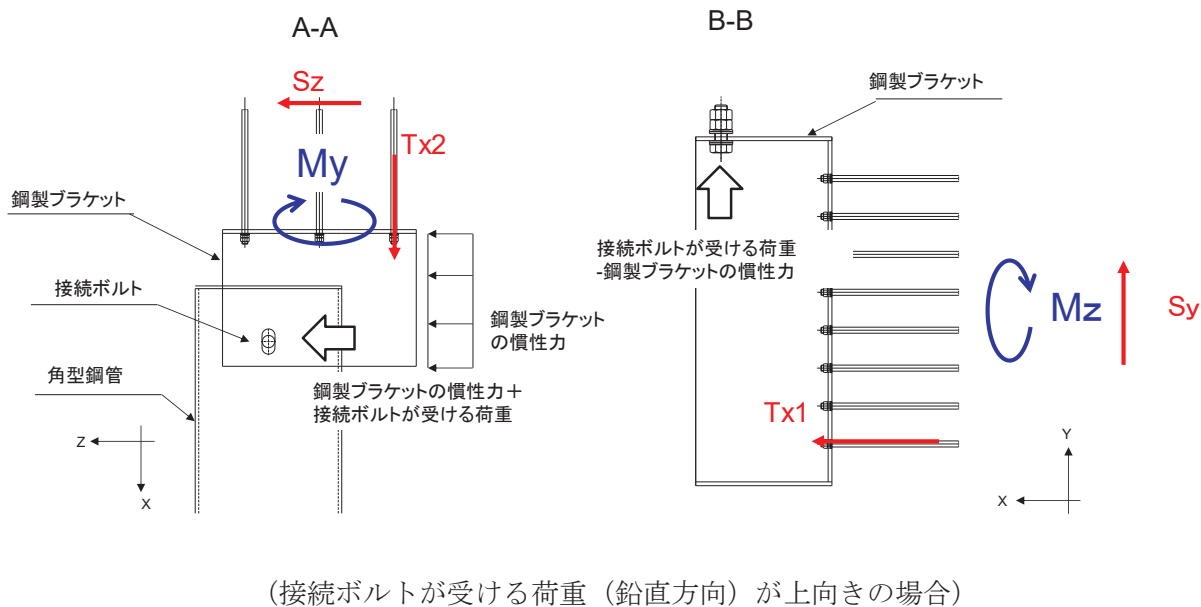 A-A
Sz
Tx2
My
鋼製ブラケット
接続ボルト
角型鋼管
鋼製ブラケット
の慣性力
鋼製ブラケットの慣性力+
接続ボルトが受ける荷重
Z
X
B-B
鋼製ブラケット
接続ボルトが受ける荷重
-鋼製ブラケットの慣性力
Mz
Sy
Tx1
Y
X
(接続ボルトが受ける荷重(鉛直方向)が上向きの場合)